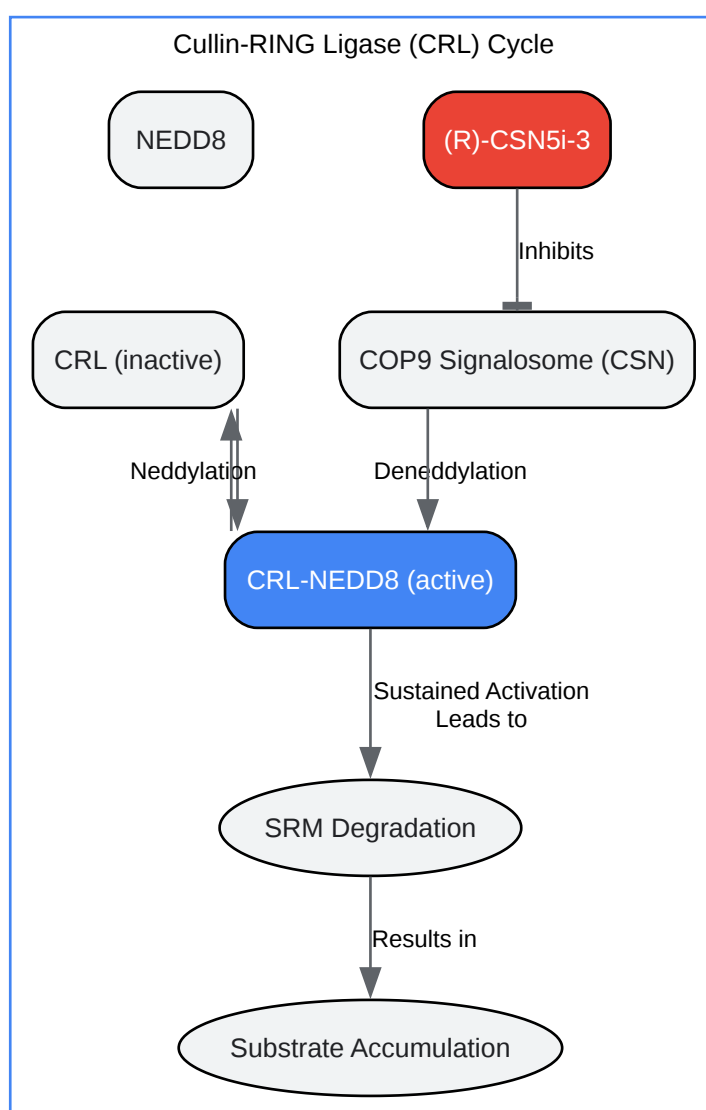 Cullin-RING Ligase (CRL) Cycle
NEDD8
(R)-CSN5i-3
Inhibits
CRL (inactive)
COP9 Signalosome (CSN)
Neddylation
Deneddylation
CRL-NEDD8 (active)
Sustained Activation
Leads to
SRM Degradation
Results in
Substrate Accumulation